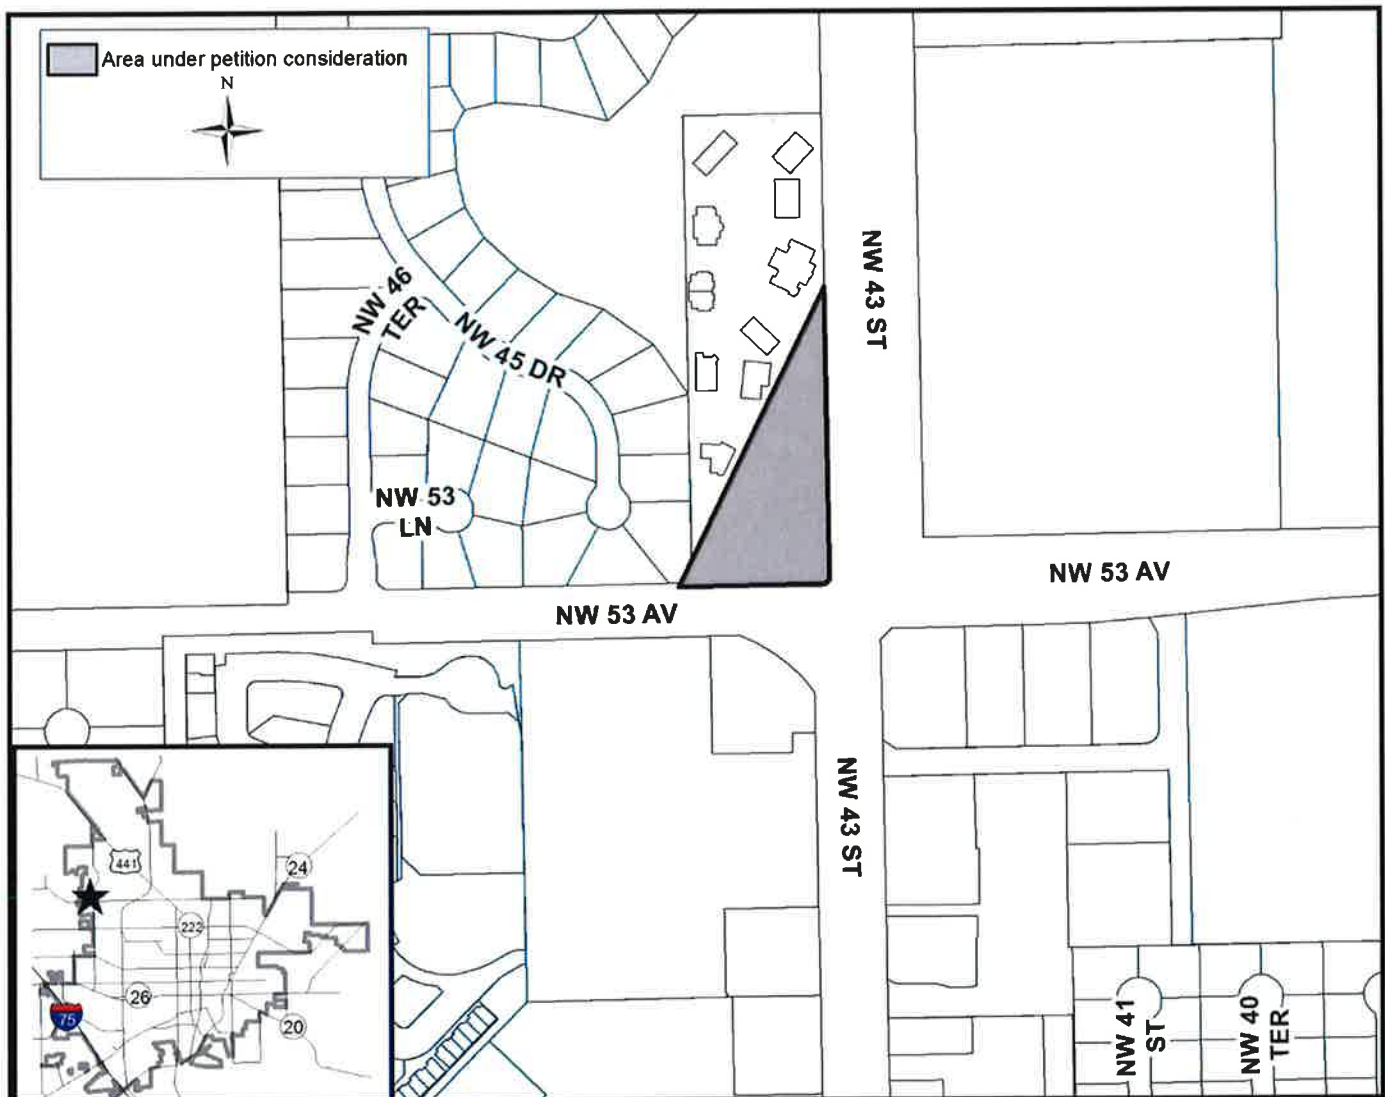 Area under petition consideration
N
NW 43 ST
NW 46
TER
NW 45 DR
NW 53
LN
NW 53 AV
NW 53 AV
NW 43 ST
441
24
222
26
75
20
NW 41
ST
NW 40
TER